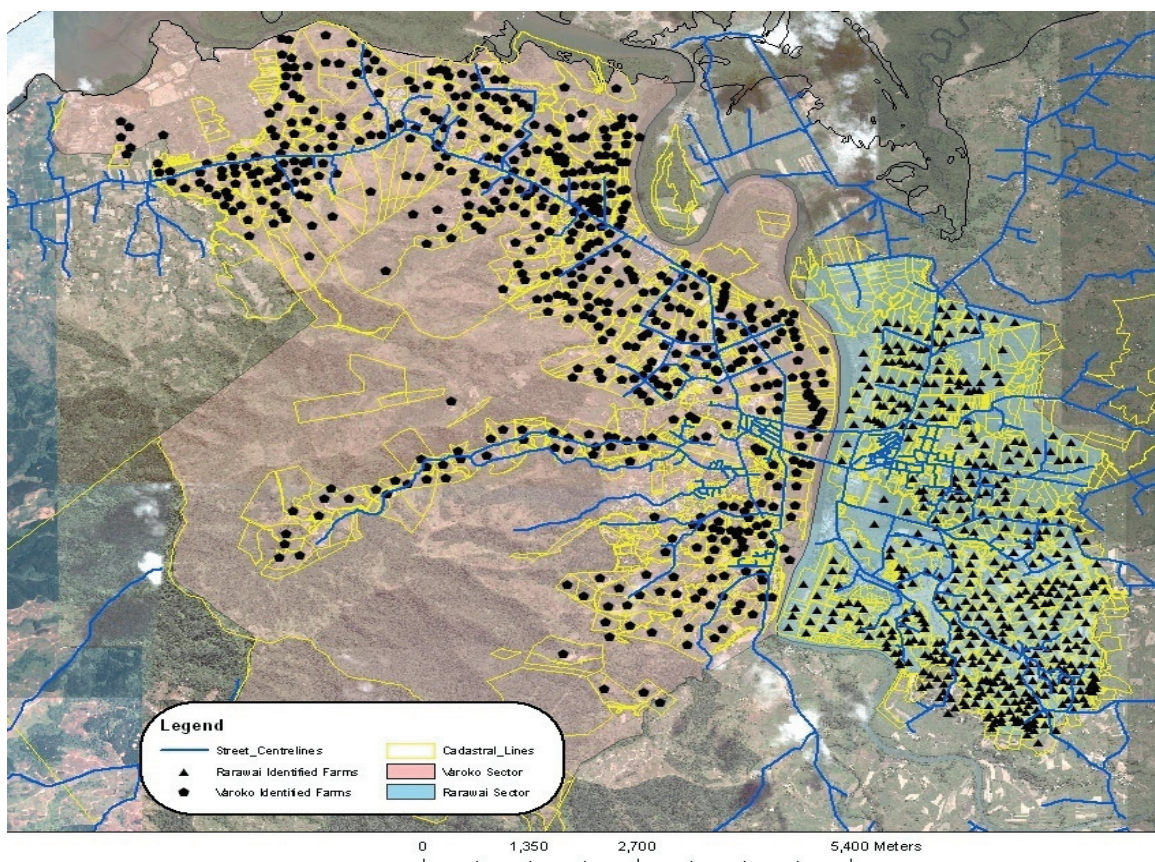 Legend
Street_Centrelines
Cadastral_Lines
Rarawai Identified Farms
Varoko Sector
Varoko Identified Farms
Rarawai Sector
0 1,350 2,700 5,400 Meters